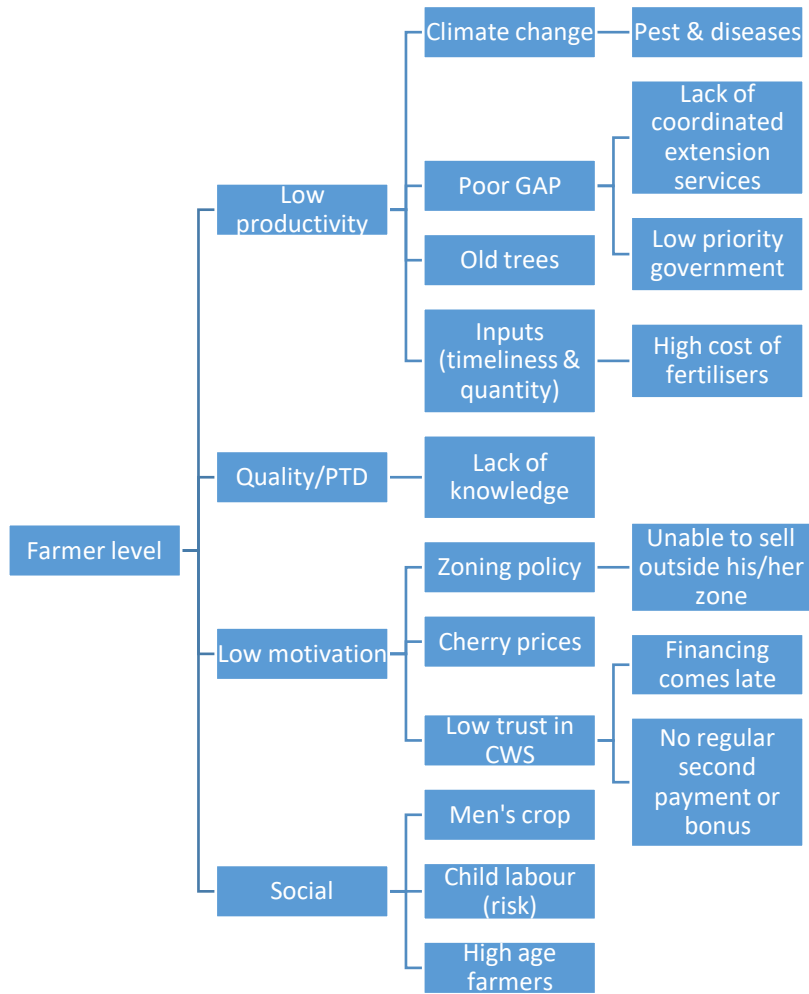 Farmer level
Low
productivity
Climate change
Pest & diseases
Poor GAP
Lack of
coordinated
extension
services
Low priority
government
Old trees
Inputs
(timeliness &
quantity)
High cost of
fertilisers
Quality/PTD
Lack of
knowledge
Low motivation
Zoning policy
Unable to sell
outside his/her
zone
Cherry prices
Low trust in
CWS
Financing
comes late
No regular
second
payment or
bonus
Social
Men's crop
Child labour
(risk)
High age
farmers